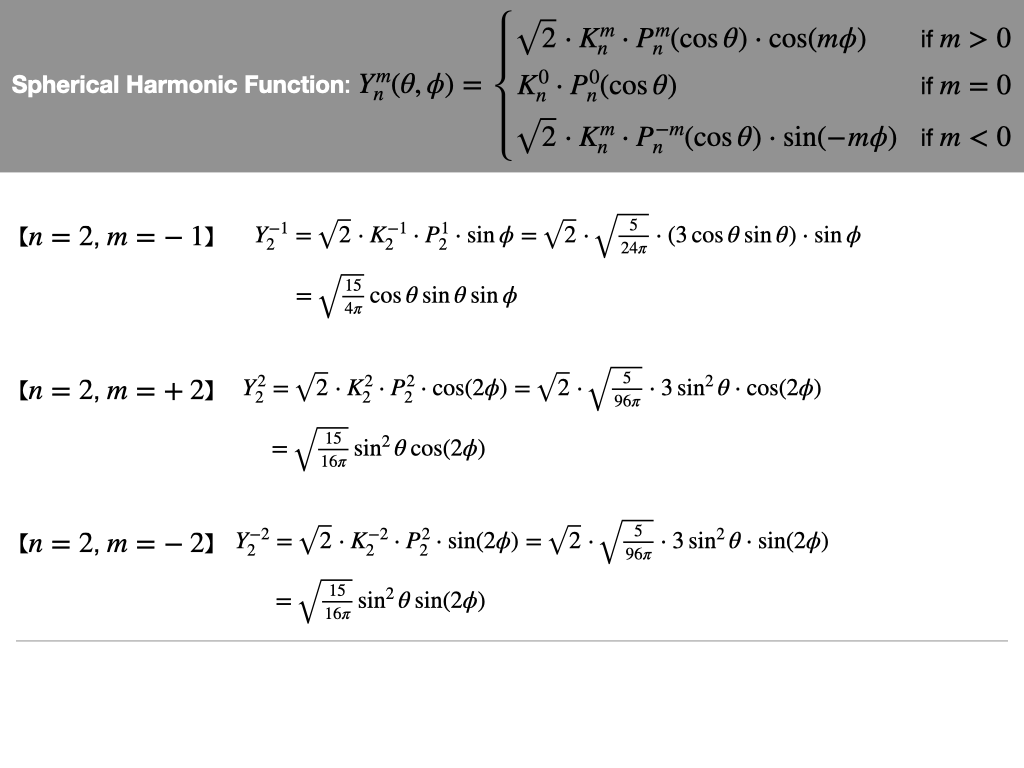 Spherical Harmonic Function: $Y_n^m(\theta, \phi) = \begin{cases} \sqrt{2} \cdot K_n^m \cdot P_n^m(\cos\theta) \cdot \cos(m\phi) & \text{if } m > 0 \\ K_n^0 \cdot P_n^0(\cos\theta) & \text{if } m = 0 \\ \sqrt{2} \cdot K_n^m \cdot P_n^{-m}(\cos\theta) \cdot \sin(-m\phi) & \text{if } m < 0 \end{cases}$
【$n = 2, m = -1$】 $Y_2^{-1} = \sqrt{2} \cdot K_2^{-1} \cdot P_2^1 \cdot \sin\phi = \sqrt{2} \cdot \sqrt{\frac{5}{24\pi}} \cdot (3\cos\theta\sin\theta) \cdot \sin\phi$
$= \sqrt{\frac{15}{4\pi}} \cos\theta\sin\theta\sin\phi$
【$n = 2, m = +2$】 $Y_2^2 = \sqrt{2} \cdot K_2^2 \cdot P_2^2 \cdot \cos(2\phi) = \sqrt{2} \cdot \sqrt{\frac{5}{96\pi}} \cdot 3\sin^2\theta \cdot \cos(2\phi)$
$= \sqrt{\frac{15}{16\pi}} \sin^2\theta\cos(2\phi)$
【$n = 2, m = -2$】 $Y_2^{-2} = \sqrt{2} \cdot K_2^{-2} \cdot P_2^2 \cdot \sin(2\phi) = \sqrt{2} \cdot \sqrt{\frac{5}{96\pi}} \cdot 3\sin^2\theta \cdot \sin(2\phi)$
$= \sqrt{\frac{15}{16\pi}} \sin^2\theta\sin(2\phi)$